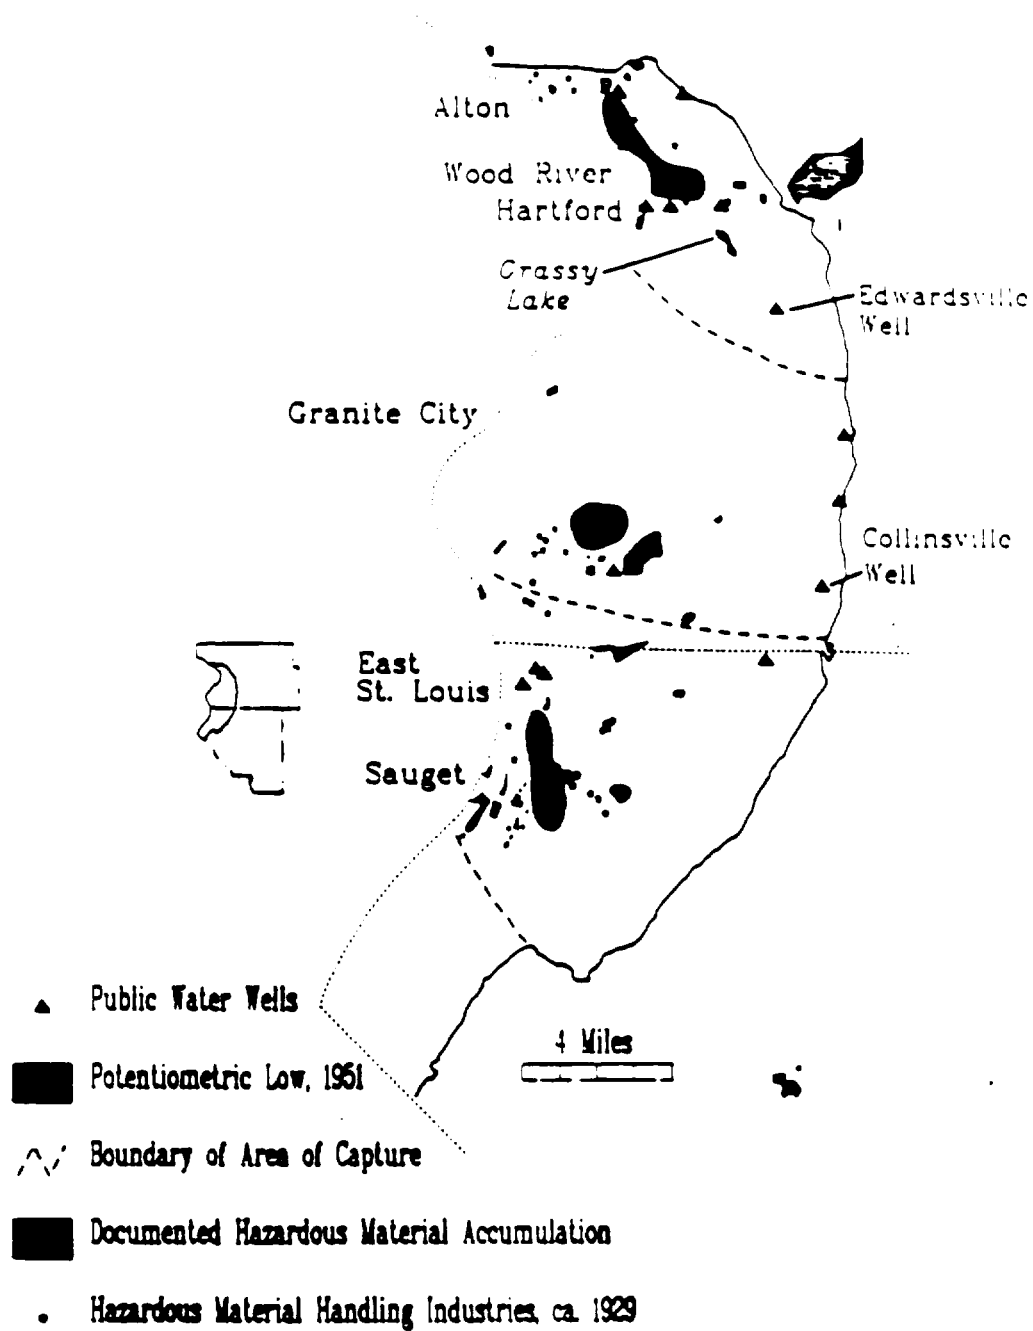 Alton
Wood River
Hartford
Grassy
Lake
Edwardsville
Well
Granite City
Collinsville
Well
East
St. Louis
Sauget
4 Miles
Public Water Wells
Potentiometric Low, 1951
Boundary of Area of Capture
Documented Hazardous Material Accumulation
Hazardous Material Handling Industries, ca. 1929